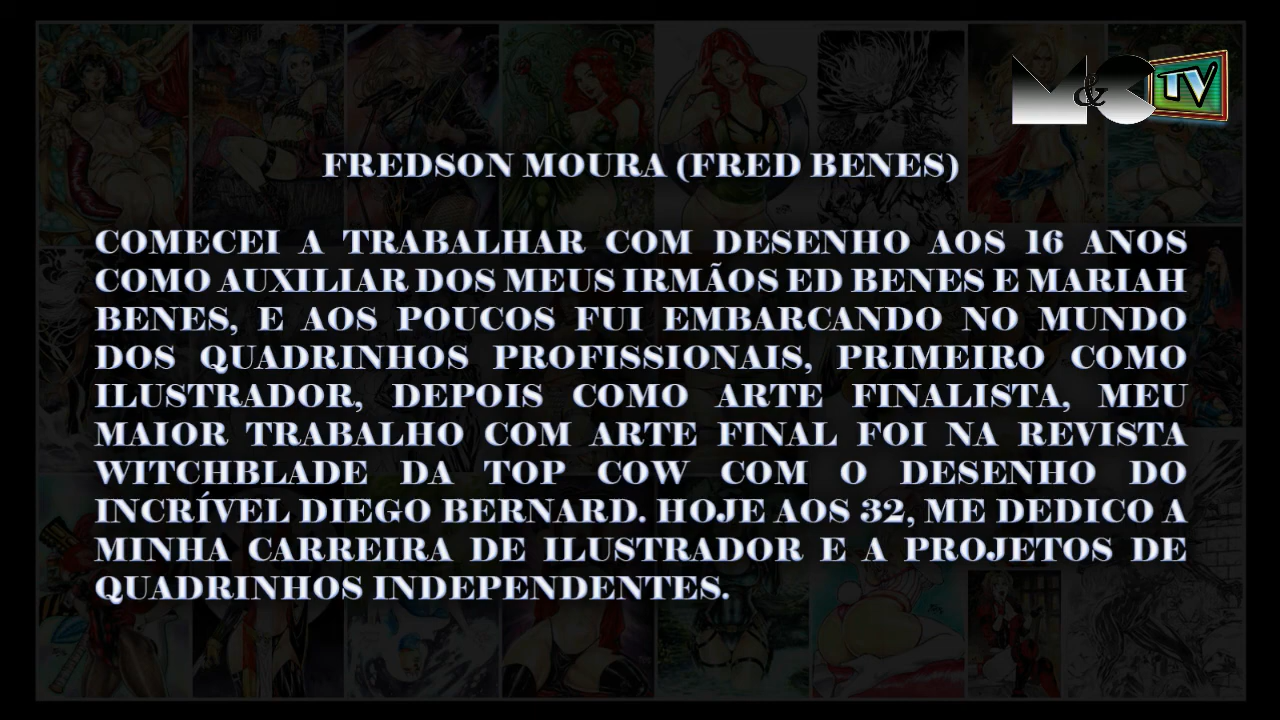 M&C TV
FREDSON MOURA (FRED BENES)
COMECEI A TRABALHAR COM DESENHO AOS 16 ANOS
COMO AUXILIAR DOS MEUS IRMÃOS ED BENES E MARIAH
BENES, E AOS POUCOS FUI EMBARCANDO NO MUNDO
DOS QUADRINHOS PROFISSIONAIS, PRIMEIRO COMO
ILUSTRADOR, DEPOIS COMO ARTE FINALISTA, MEU
MAIOR TRABALHO COM ARTE FINAL FOI NA REVISTA
WITCHBLADE DA TOP COW COM O DESENHO DO
INCRÍVEL DIEGO BERNARD. HOJE AOS 32, ME DEDICO A
MINHA CARREIRA DE ILUSTRADOR E A PROJETOS DE
QUADRINHOS INDEPENDENTES.